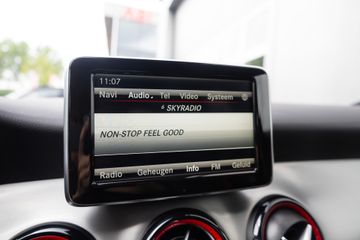 11:07
Navi Audio Tel Video Systeem
SKYRADIO
NON-STOP FEEL GOOD
Radio Geheugen Info FM Geluid